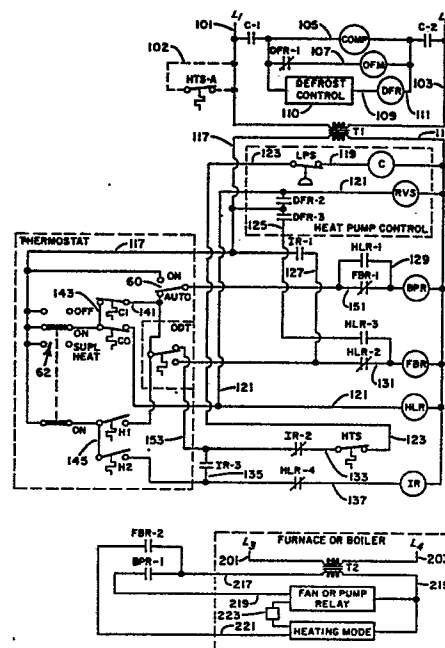 L1 L
101 C-1 105 COMP C-2
102 DFR-1 107 OFM
HTS-A 103
DEFROST CONTROL DFR
110 109 111
T1
117 11
123 LPS 119 C
121 RVS
DFR-2
DFR-3
125 HEAT PUMP CONTROL
THERMOSTAT 117 IR-1 HLR-1
60 ON 127 129
AUTO FBR-1 BPR
143 OFF C1 141 151
ODT
ON CO HLR-3
SUPL HEAT HLR-2 FBR
62 131
121 121 HLR
ON H1 153 123
IR-2 HTS
145 H2 IR-3 133
135 HLR-4 137 IR
FBR-2 FURNACE OR BOILER
201 L3 L4 203
BPR-1 T2
217 21
219 FAN OR PUMP RELAY
223
221 HEATING MODE